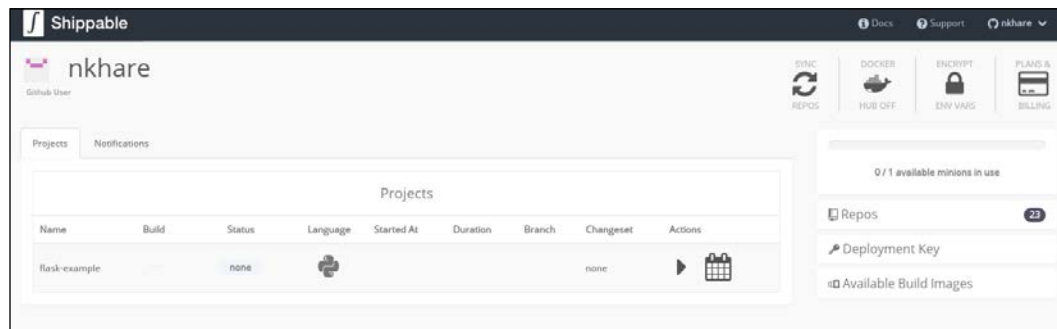 Shippable
Docs Support nkhare
nkhare
Github User
SYNC REPOS
DOCKER HUB OFF
ENCRYPT ENV VARS
PLANS & BILLING
Projects Notifications
Projects
Name Build Status Language Started At Duration Branch Changeset Actions
flask-example none none
0 / 1 available minions in use
Repos 23
Deployment Key
Available Build Images